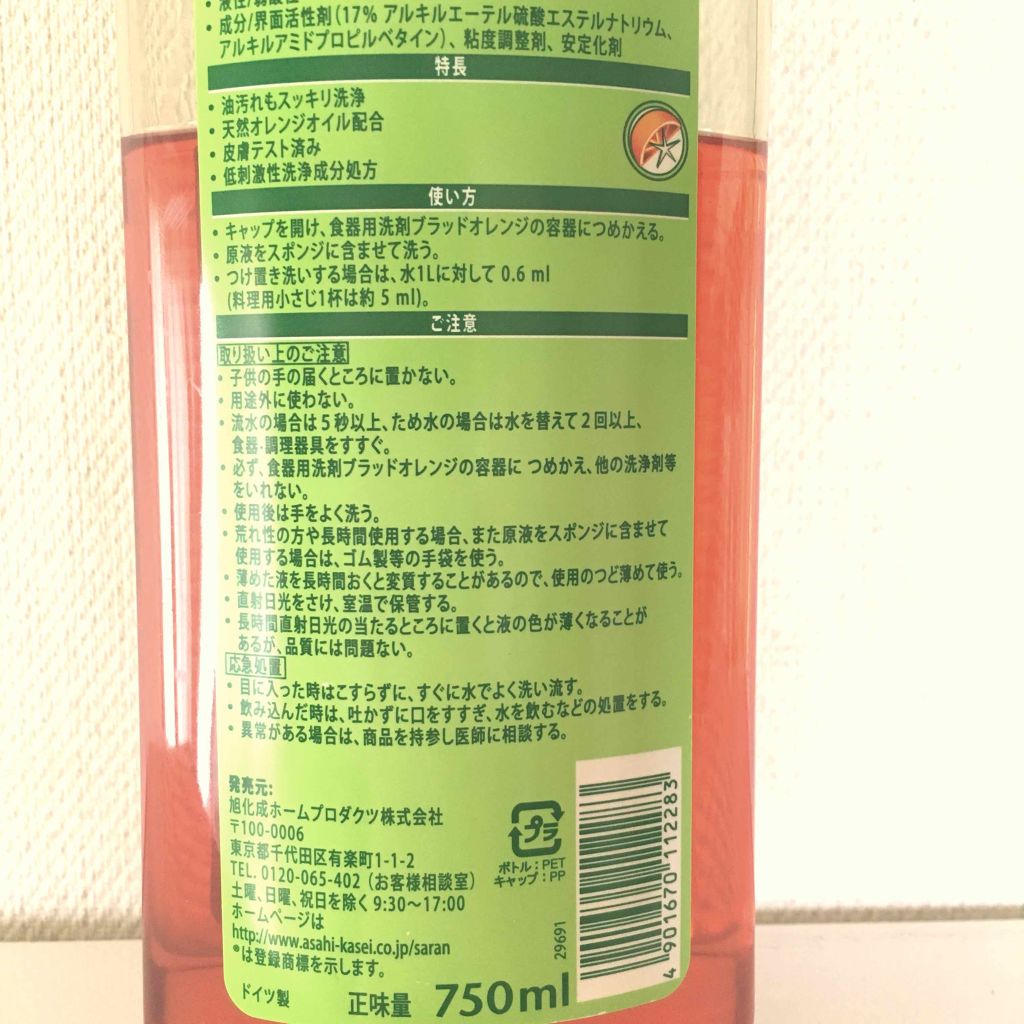 ・液性/弱酸性
・成分/界面活性剤(17% アルキルエーテル硫酸エステルナトリウム、
アルキルアミドプロピルベタイン)、粘度調整剤、安定化剤
特長
・油汚れもスッキリ洗浄
・天然オレンジオイル配合
・皮膚テスト済み
・低刺激性洗浄成分処方
使い方
・キャップを開け、食器用洗剤ブラッドオレンジの容器につめかえる。
・原液をスポンジに含ませて洗う。
・つけ置き洗いする場合は、水1Lに対して 0.6 ml
(料理用小さじ1杯は約 5 ml)。
ご注意
取り扱い上のご注意
・子供の手の届くところに置かない。
・用途外に使わない。
・流水の場合は5秒以上、ため水の場合は水を替えて2回以上、
食器・調理器具をすすぐ。
・必ず、食器用洗剤ブラッドオレンジの容器に つめかえ、他の洗浄剤等
をいれない。
・使用後は手をよく洗う。
・荒れ性の方や長時間使用する場合、また原液をスポンジに含ませて
使用する場合は、ゴム製等の手袋を使う。
・薄めた液を長時間おくと変質することがあるので、使用のつど薄めて使う。
・直射日光をさけ、室温で保管する。
・長時間直射日光の当たるところに置くと液の色が薄くなることが
あるが、品質には問題ない。
応急処置
・目に入った時はこすらずに、すぐに水でよく洗い流す。
・飲み込んだ時は、吐かずに口をすすぎ、水を飲むなどの処置をする。
・異常がある場合は、商品を持参し医師に相談する。
発売元:
旭化成ホームプロダクツ株式会社
〒100-0006
東京都千代田区有楽町1-1-2
TEL. 0120-065-402 (お客様相談室)
土曜、日曜、祝日を除く 9:30〜17:00
ホームページは
http://www.asahi-kasei.co.jp/saran
®は登録商標を示します。
ドイツ製
正味量 750ml
プラ
ボトル:PET
キャップ:PP
29691
4 901670 112283